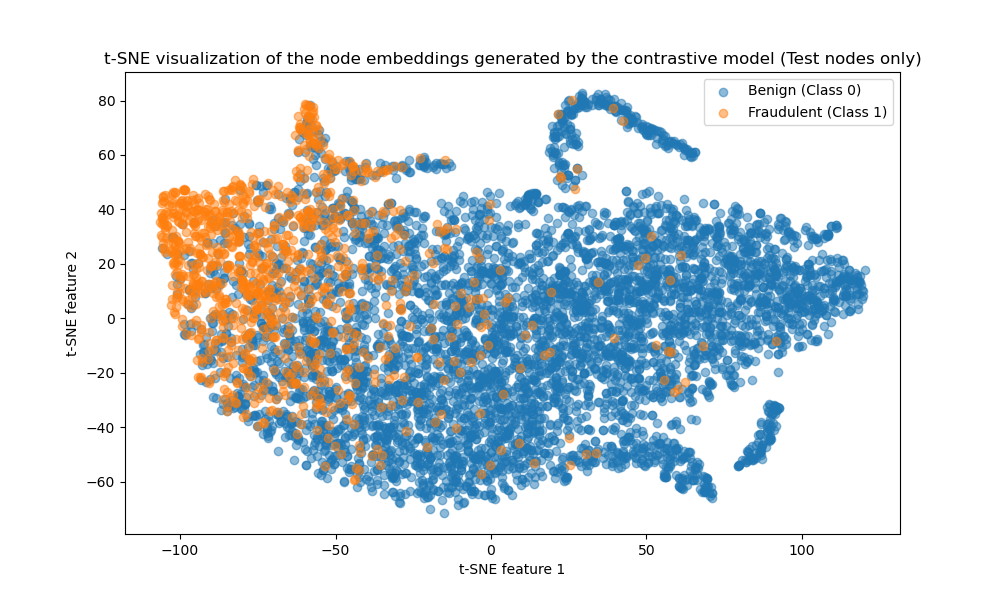 t-SNE visualization of the node embeddings generated by the contrastive model (Test nodes only)
Benign (Class 0)
Fraudulent (Class 1)
80
60
40
20
0
−20
−40
−60
t-SNE feature 2
−100
−50
0
50
100
t-SNE feature 1